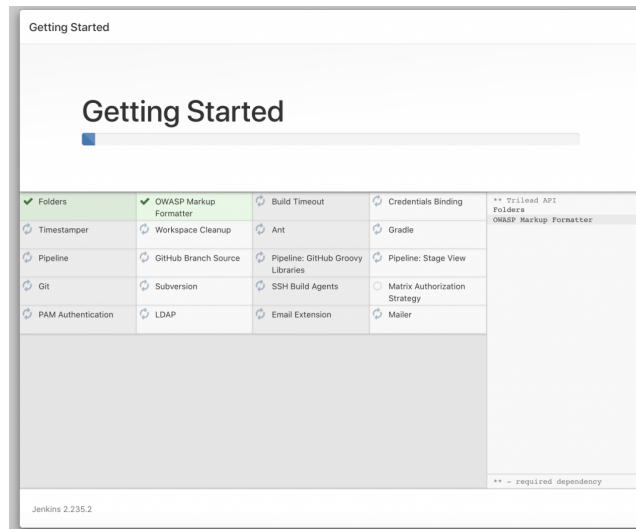 Getting Started
Getting Started
Folders
OWASP Markup
Formatter
Build Timeout
Credentials Binding
** Trilead API
Folders
OWASP Markup Formatter
Timestamper
Workspace Cleanup
Ant
Gradle
Pipeline
GitHub Branch Source
Pipeline: GitHub Groovy
Libraries
Pipeline: Stage View
Git
Subversion
SSH Build Agents
Matrix Authorization
Strategy
PAM Authentication
LDAP
Email Extension
Mailer
** - required dependency
Jenkins 2.235.2